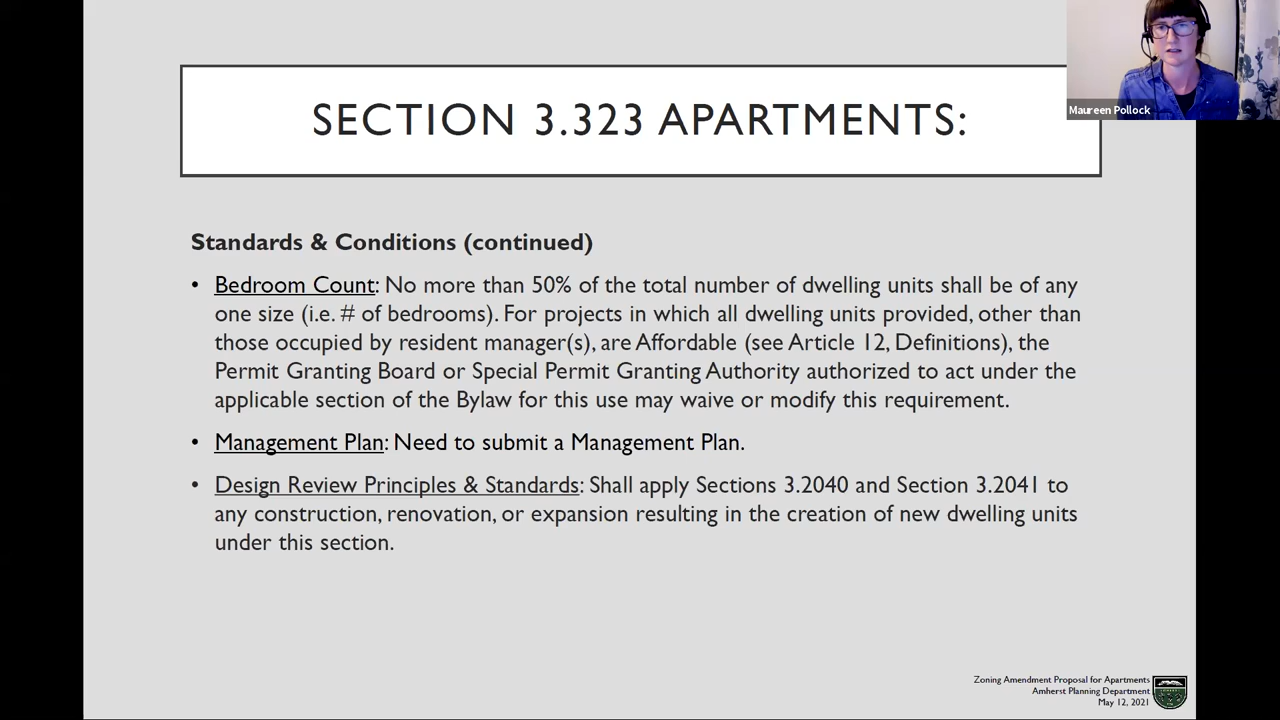 SECTION 3.323 APARTMENTS:
Maureen Pollock
Standards & Conditions (continued)
• Bedroom Count: No more than 50% of the total number of dwelling units shall be of any
one size (i.e. # of bedrooms). For projects in which all dwelling units provided, other than
those occupied by resident manager(s), are Affordable (see Article 12, Definitions), the
Permit Granting Board or Special Permit Granting Authority authorized to act under the
applicable section of the Bylaw for this use may waive or modify this requirement.
• Management Plan: Need to submit a Management Plan.
• Design Review Principles & Standards: Shall apply Sections 3.2040 and Section 3.2041 to
any construction, renovation, or expansion resulting in the creation of new dwelling units
under this section.
Zoning Amendment Proposal for Apartments
Amherst Planning Department
May 12, 2021